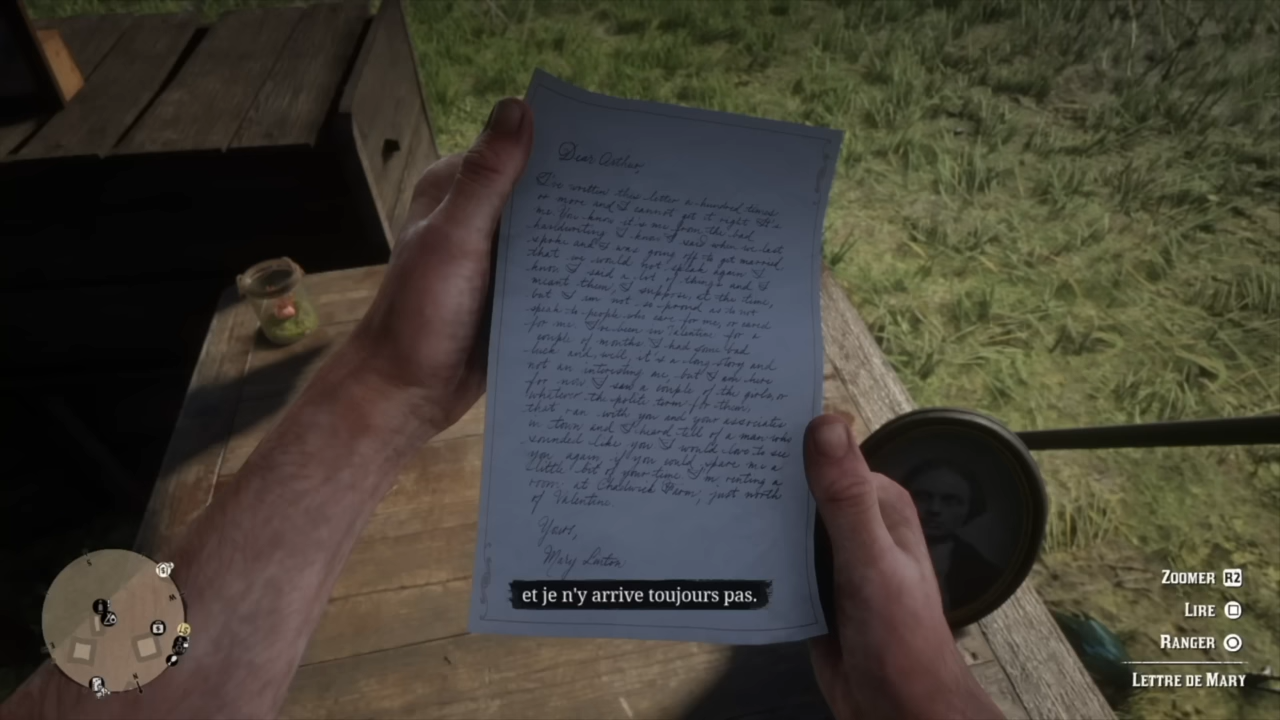 Dear Arthur,
I've written this letter a hundred times
or more and I cannot get it right. It's
me. You know it is me from the bad
handwriting. I know I said when we last
spoke and I was going off to get married
that we would not speak again. I
know I said a lot of things and I
meant them, I suppose, at the time,
but I am not so proud as to not
speak to people who care for me, or cared
for me. I've been in Valentine for a
couple of months. I had some bad
luck and, well, it's a long story and
not an interesting one, but I am here
for now. I saw a couple of the girls, or
whatever the polite term for them,
that ran with you and your associates
in town and I heard tell of a man who
sounded like you. I would love to see
you again if you would spare me a
little bit of your time. I'm renting a
room, at Chadwick Farm, just north
of Valentine.
Yours,
Mary Linton
et je n'y arrive toujours pas.
ZOOMER R2
LIRE
RANGER
LETTRE DE MARY